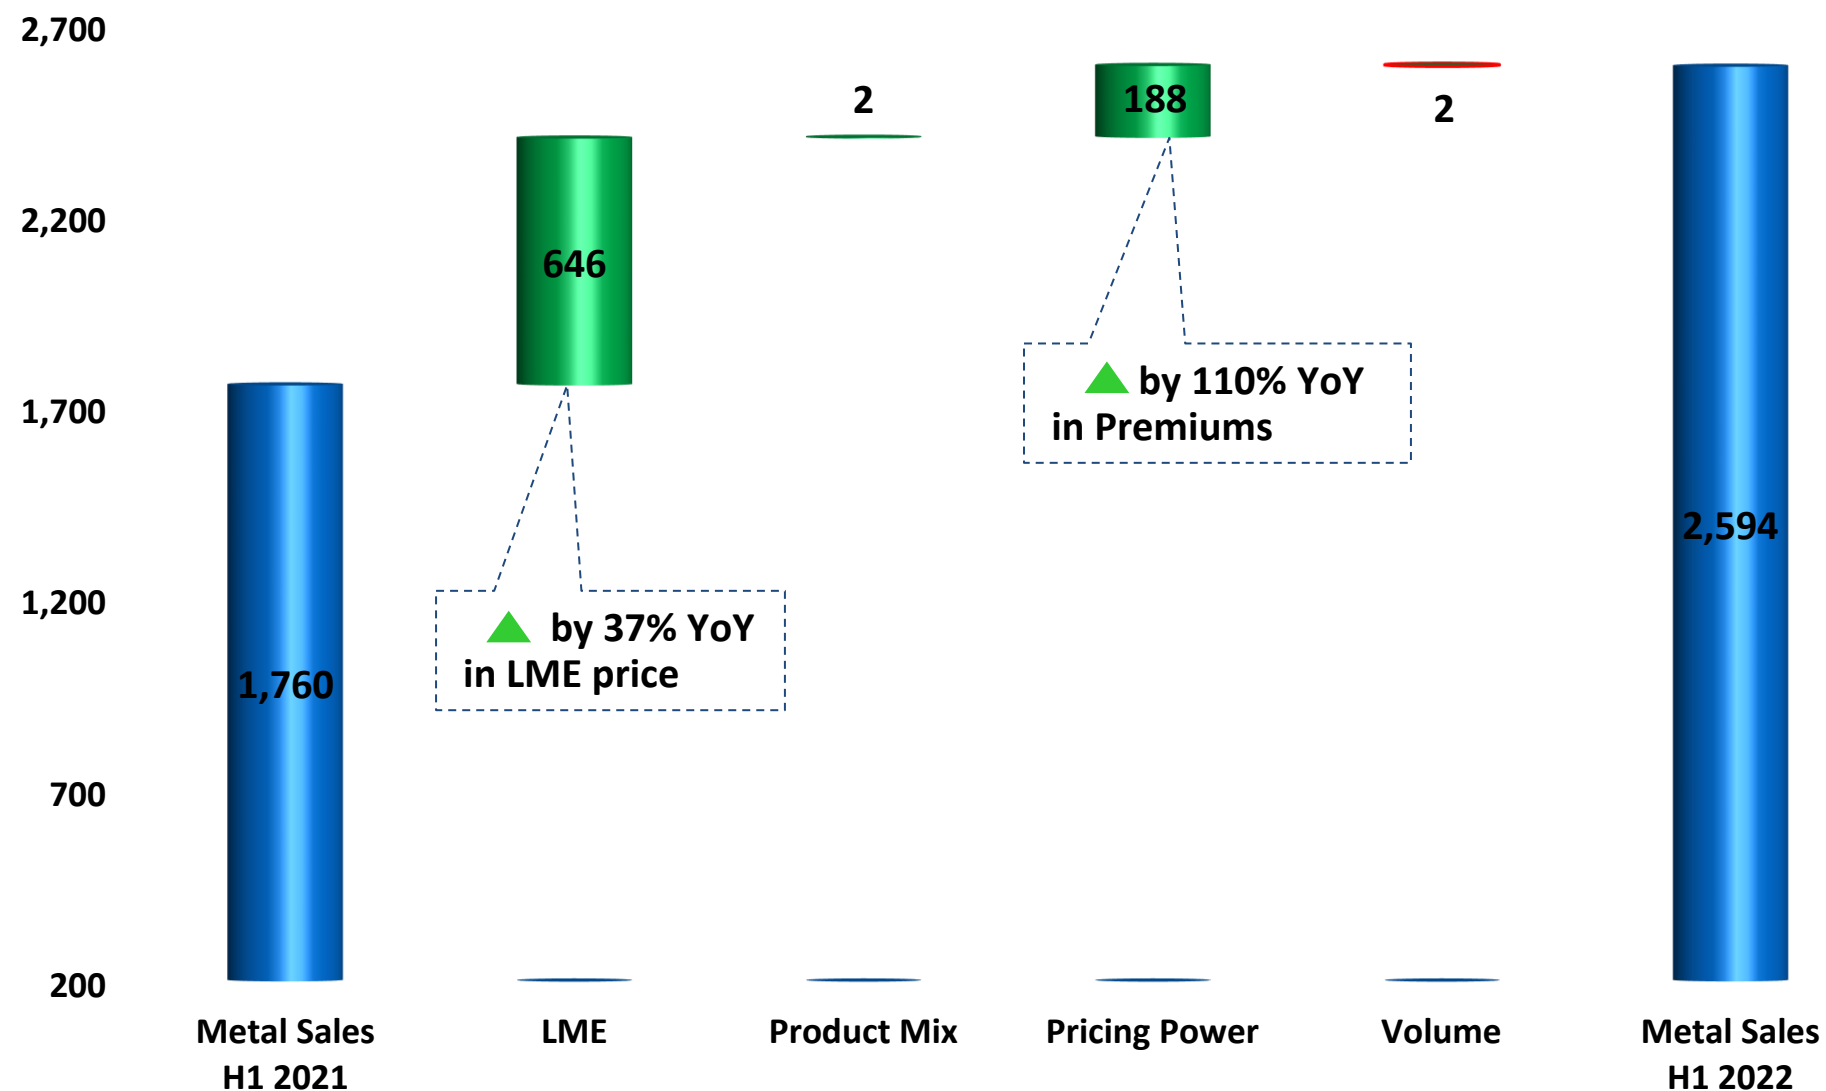 2,700
2,200
1,700
1,200
700
200
1,760
646
2
188
2
2,594
by 37% YoY
in LME price
by 110% YoY
in Premiums
Metal Sales
H1 2021
LME
Product Mix
Pricing Power
Volume
Metal Sales
H1 2022